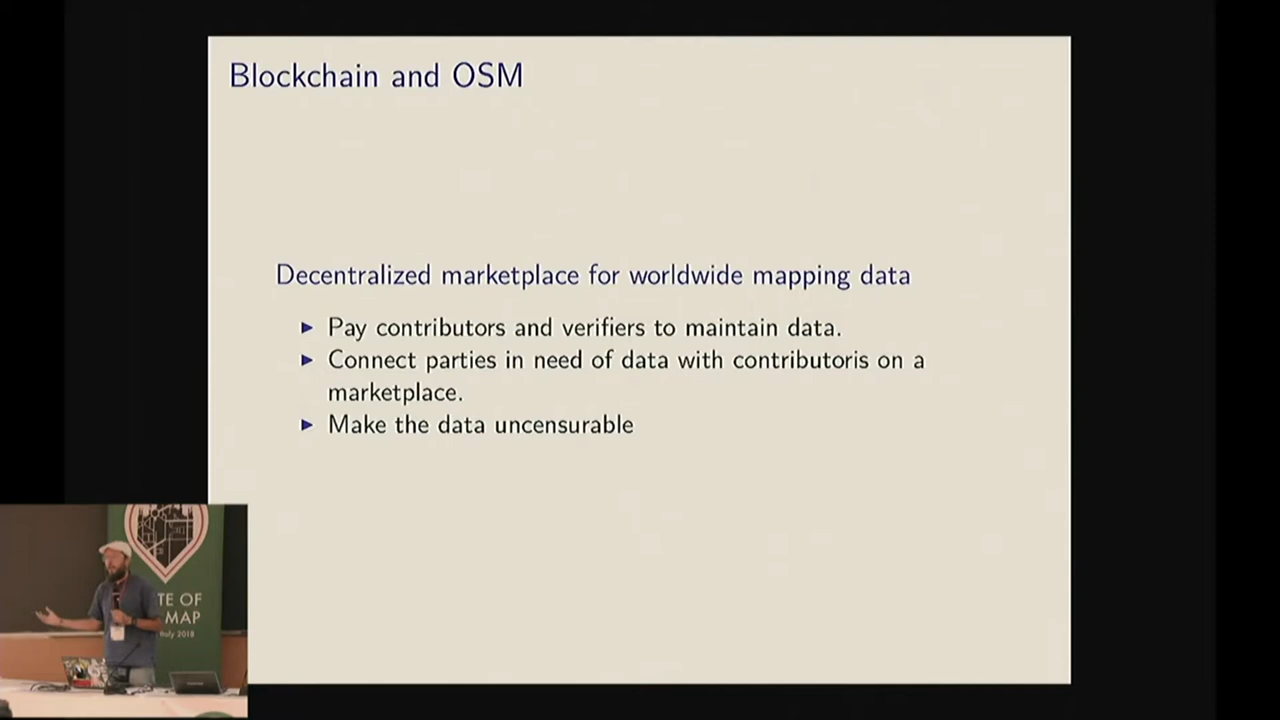 Blockchain and OSM
Decentralized marketplace for worldwide mapping data
Pay contributors and verifiers to maintain data.
Connect parties in need of data with contributoris on a
marketplace.
Make the data uncensurable
TE OF
MAP
Italy 2018